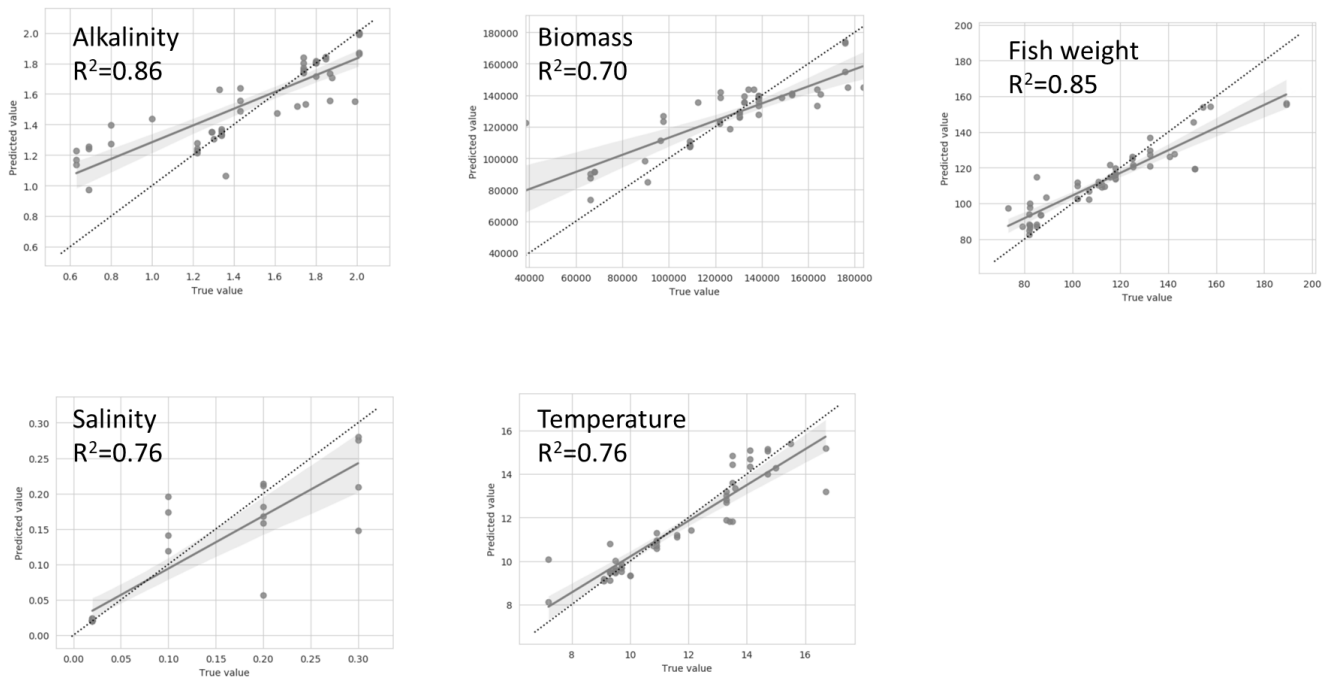 Alkalinity
R²=0.86
2.0
1.8
1.6
1.4
1.2
1.0
0.8
0.6
Predicted value
0.6 0.8 1.0 1.2 1.4 1.6 1.8 2.0
True value
Biomass
R²=0.70
180000
160000
140000
120000
100000
80000
60000
40000
Predicted value
40000 60000 80000 100000 120000 140000 160000 180000
True value
Fish weight
R²=0.85
200
180
160
140
120
100
80
Predicted value
80 100 120 140 160 180 200
True value
Salinity
R²=0.76
0.30
0.25
0.20
0.15
0.10
0.05
0.00
Predicted value
0.00 0.05 0.10 0.15 0.20 0.25 0.30
True value
Temperature
R²=0.76
16
14
12
10
8
Predicted value
8 10 12 14 16
True value